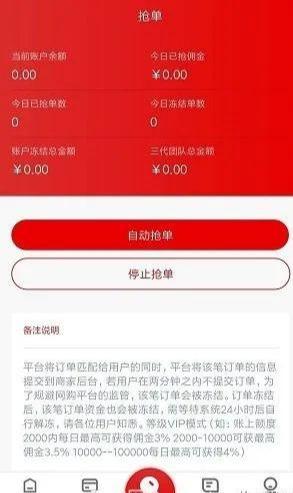 抢单
当前账户余额 今日已抢佣金
0.00 ￥0.00
今日已抢单数 今日冻结单数
0 0
账户冻结总金额 三代团队总金额
￥0.00 ￥0.00
自动抢单
停止抢单
备注说明
平台将订单匹配给用户的同时，平台将该笔订单的信息
提交到商家后台，若用户在两分钟之内不提交订单，为
了规避网购平台的监管，该笔订单会被冻结。订单冻结
后，该笔订单资金也会被冻结，需等待系统24小时后自
行解冻，请各位用户知悉。等级VIP模式（如：账上额度
2000内每日最高可获得佣金3% 2000-10000可获最高
佣金3.5% 10000--100000每日最高可获得4%）